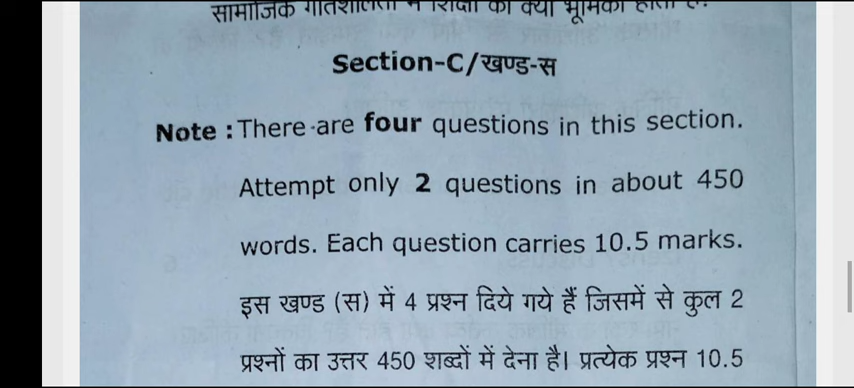 सामाजिक गतिशीलता में शिक्षा की क्या भूमिका होती है?
Section-C/खण्ड-स
Note : There are four questions in this section.
Attempt only 2 questions in about 450
words. Each question carries 10.5 marks.
इस खण्ड (स) में 4 प्रश्न दिये गये हैं जिसमें से कुल 2
प्रश्नों का उत्तर 450 शब्दों में देना है। प्रत्येक प्रश्न 10.5